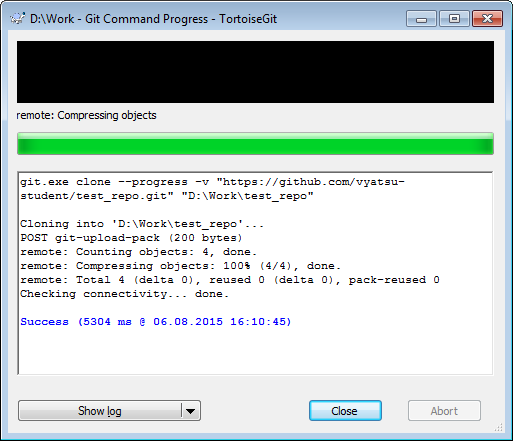 D:\Work - Git Command Progress - TortoiseGit
remote: Compressing objects
git.exe clone --progress -v "https://github.com/vyatsu-
student/test_repo.git" "D:\Work\test_repo"
Cloning into 'D:\Work\test_repo'...
POST git-upload-pack (200 bytes)
remote: Counting objects: 4, done.
remote: Compressing objects: 100% (4/4), done.
remote: Total 4 (delta 0), reused 0 (delta 0), pack-reused 0
Checking connectivity... done.
Success (5304 ms @ 06.08.2015 16:10:45)
Show log
Close
Abort